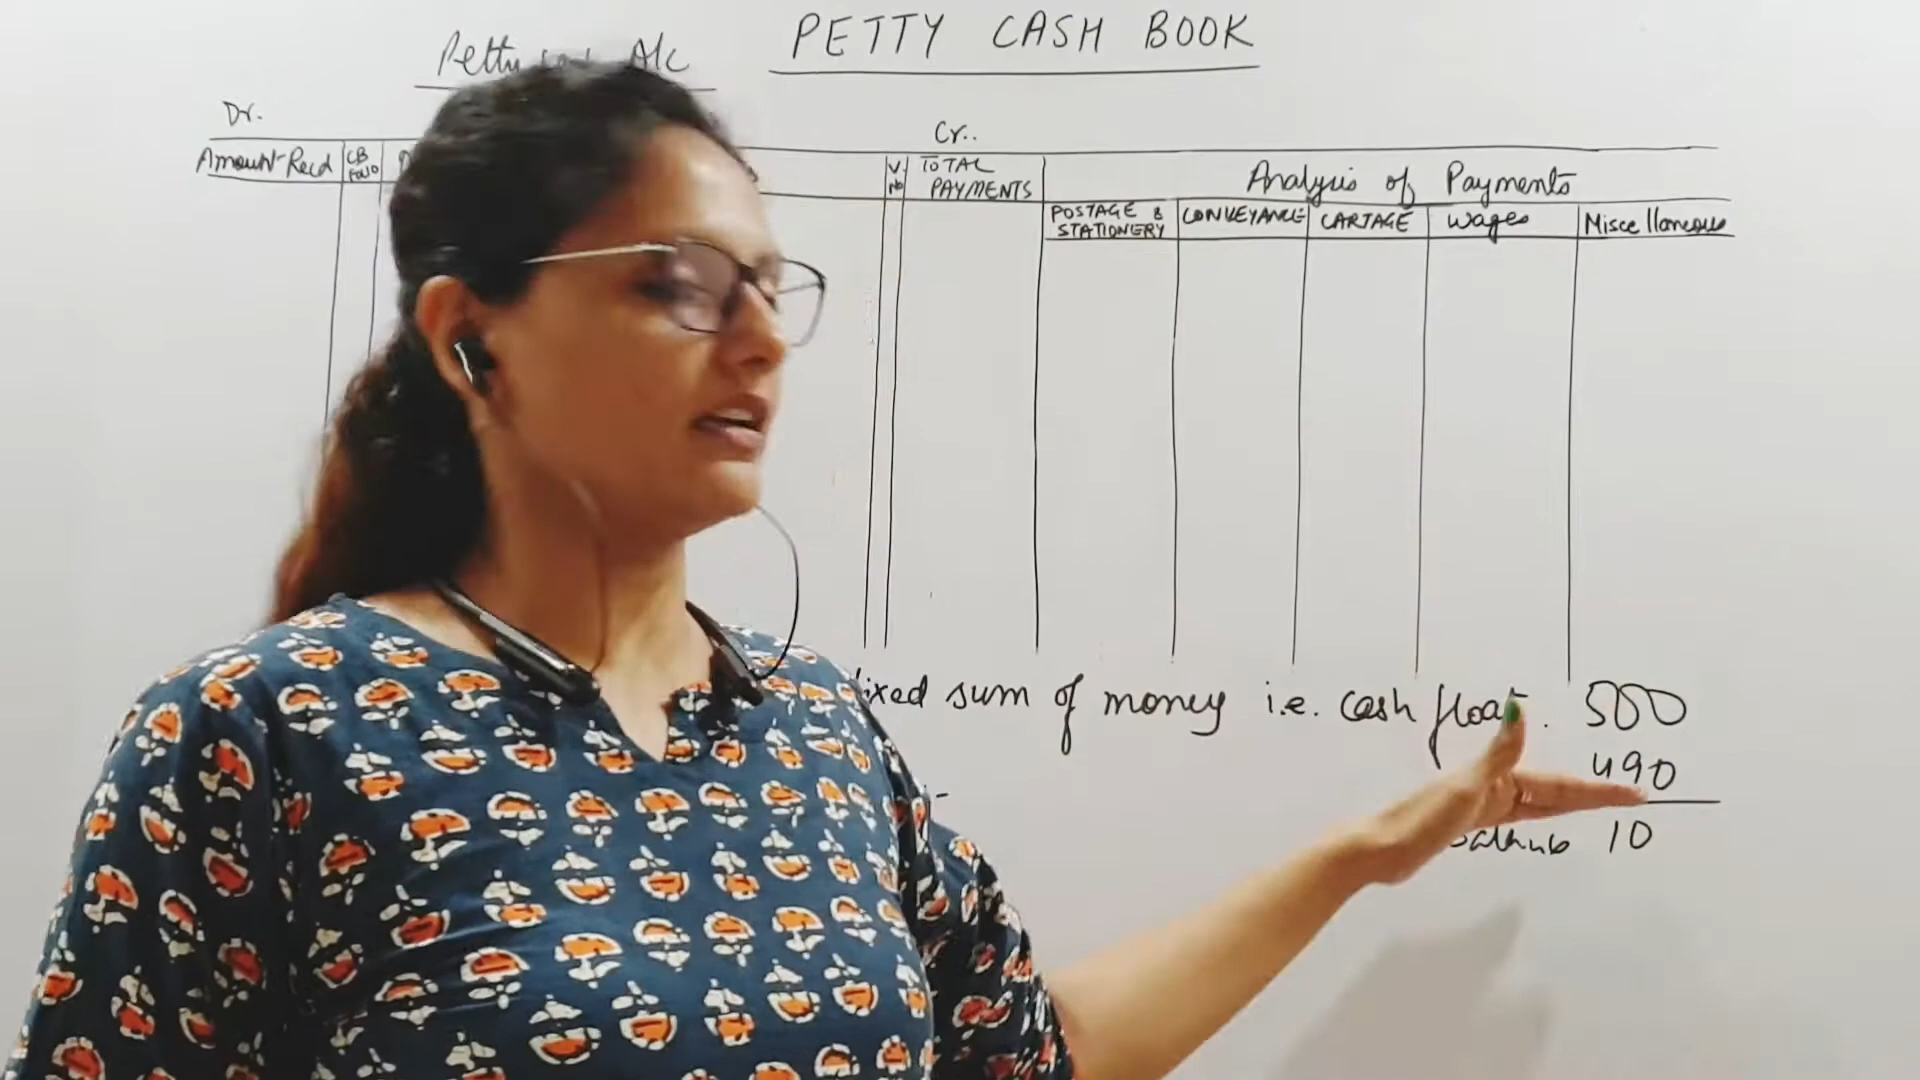 PETTY CASH BOOK
Petty A/c
Dr.
Cr..
Amount Recd
CB Folio
V. No
TOTAL PAYMENTS
Analysis of Payments
POSTAGE & STATIONERY
CONVEYANCE
CARTAGE
Wages
Miscellaneous
sum of money i.e. cash float. 500
490
10